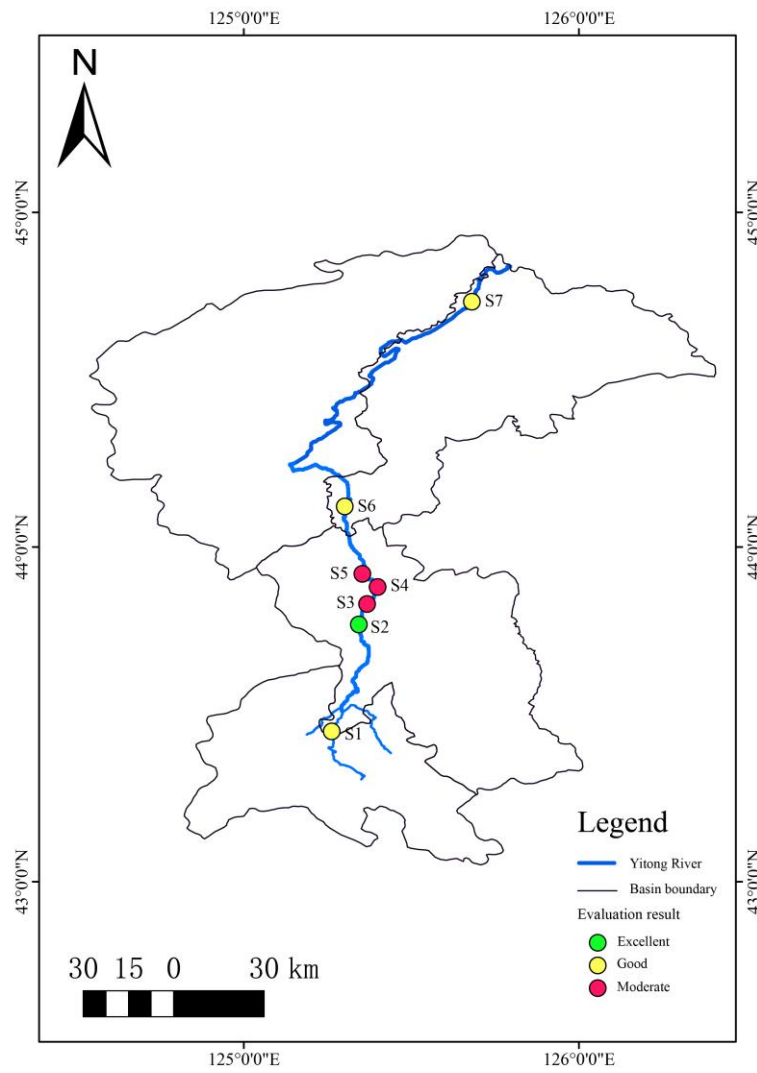 125°0'0"E 126°0'0"E
N
45°0'0"N 45°0'0"N
S7
S6
44°0'0"N 44°0'0"N
S5
S4
S3
S2
S1
Legend
Yitong River
Basin boundary
43°0'0"N 43°0'0"N
Evaluation result
Excellent
Good
Moderate
30 15 0 30 km
125°0'0"E 126°0'0"E